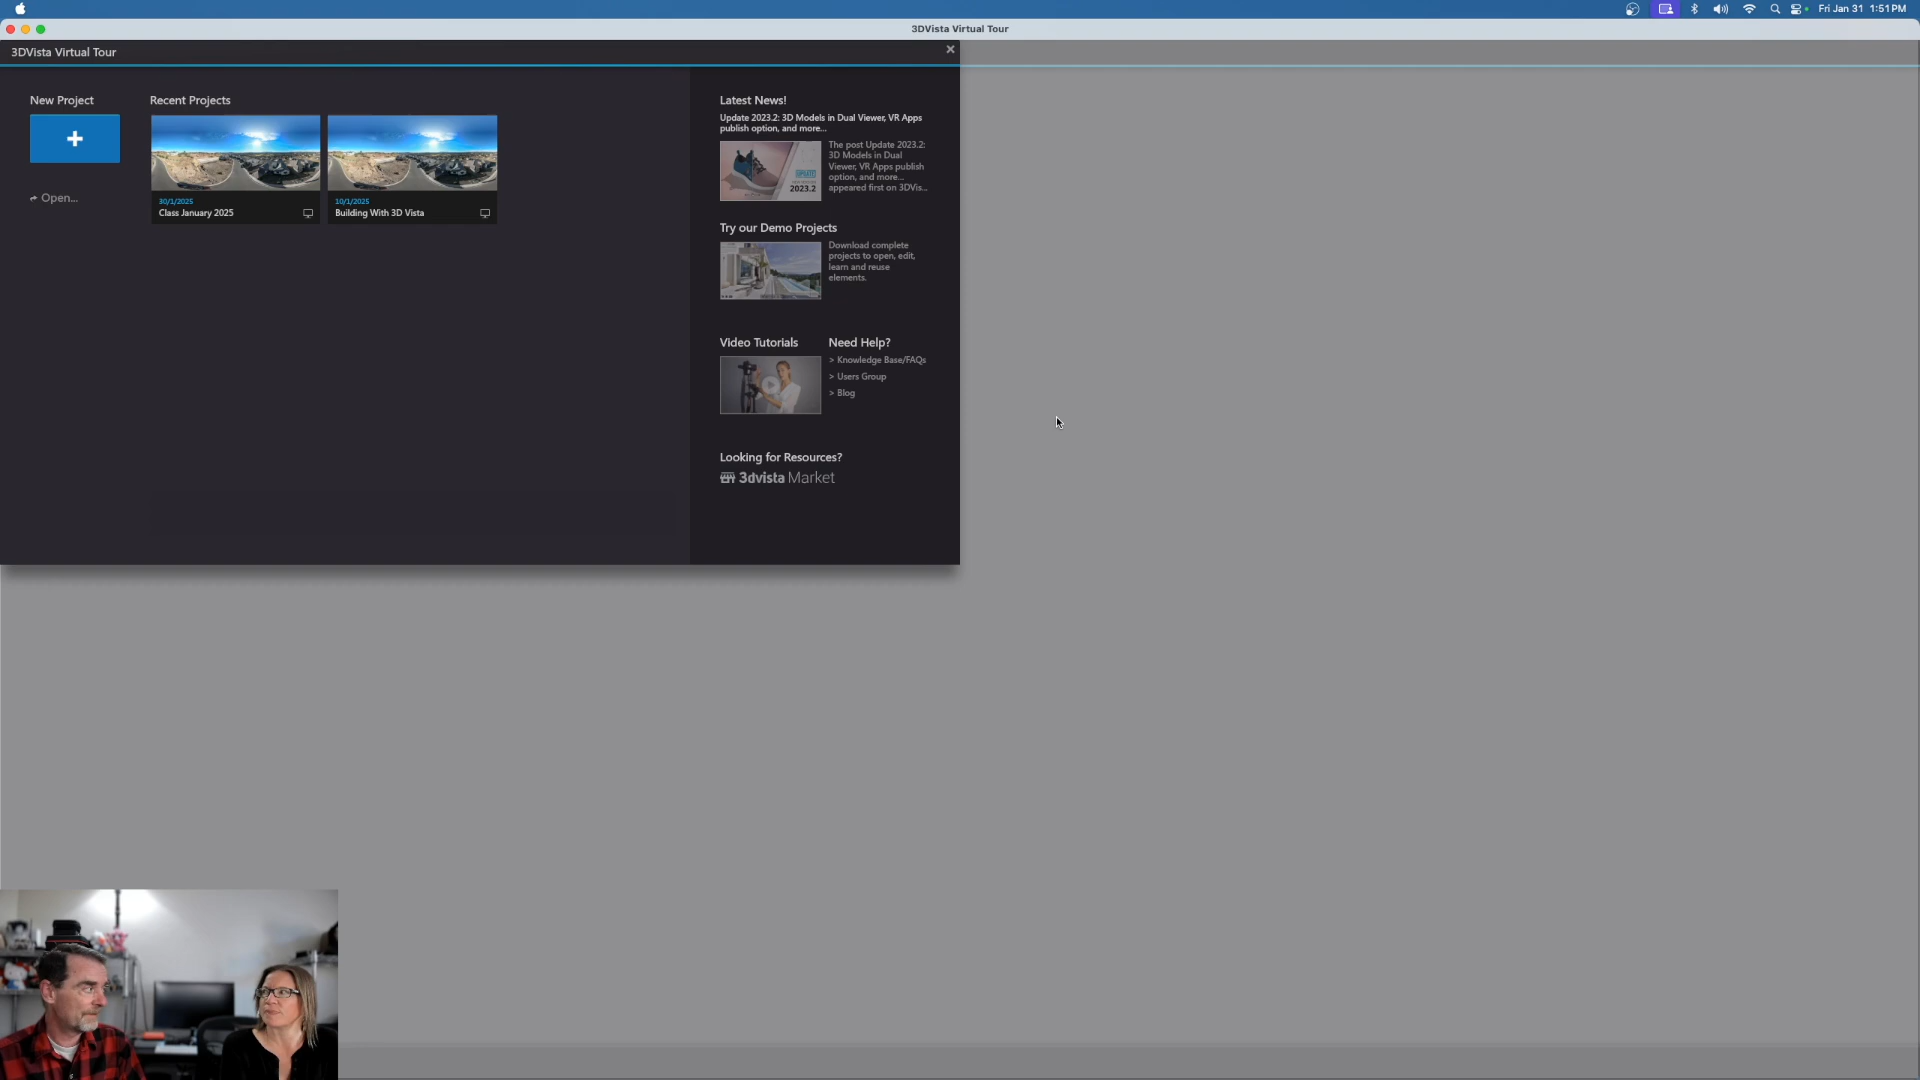 Fri Jan 31 1:51 PM
3DVista Virtual Tour
3DVista Virtual Tour
New Project
Open...
Recent Projects
30/1/2025
Class January 2025
10/1/2025
Building With 3D Vista
Latest News!
Update 2023.2: 3D Models in Dual Viewer, VR Apps
publish option, and more...
UPDATE
2023.2
The post Update 2023.2:
3D Models in Dual
Viewer, VR Apps publish
option, and more...
appeared first on 3DVis...
Try our Demo Projects
Download complete
projects to open, edit,
learn and reuse
elements.
Video Tutorials
Need Help?
> Knowledge Base/FAQs
> Users Group
> Blog
Looking for Resources?
3dvista Market